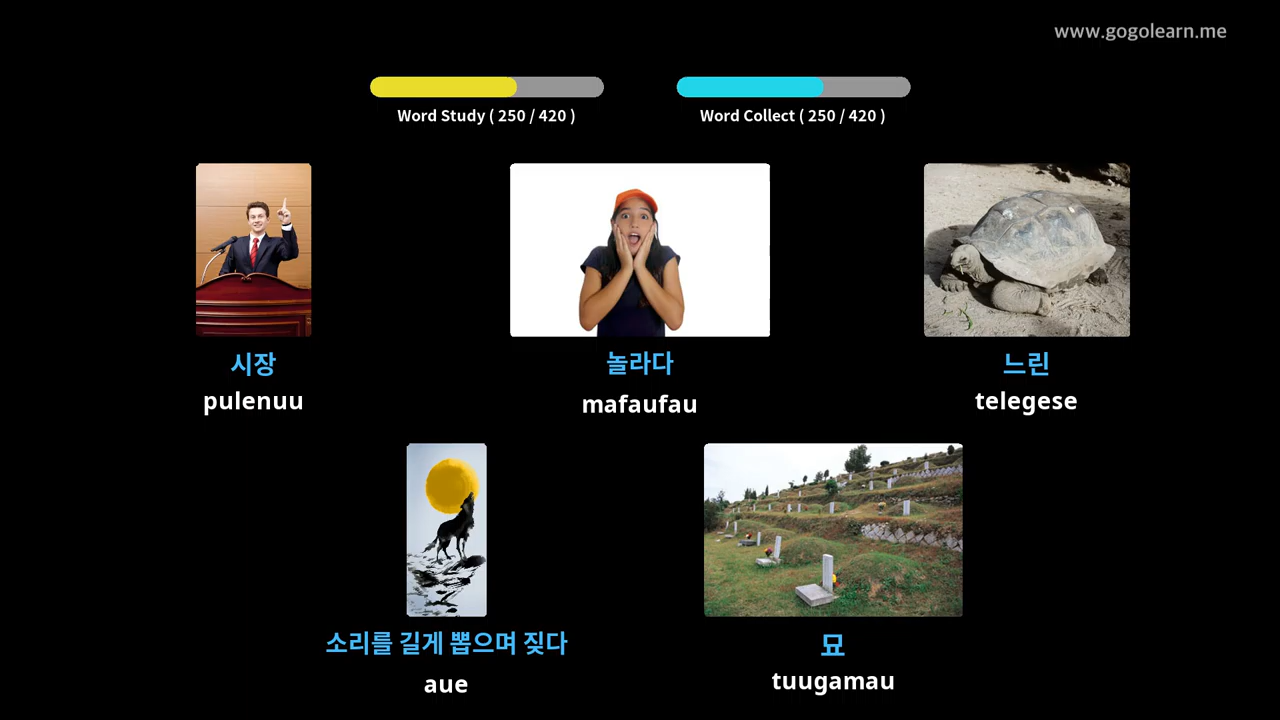 www.gogolearn.me
Word Study ( 250 / 420 )
Word Collect ( 250 / 420 )
시장
pulenuu
놀라다
mafaufau
느린
telegese
소리를 길게 뽑으며 짖다
aue
묘
tuugamau